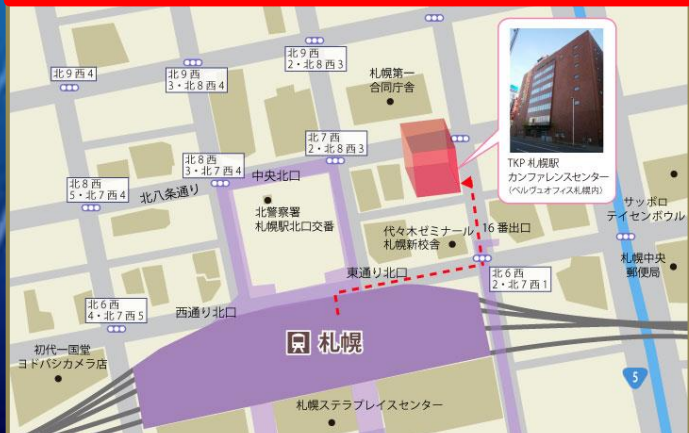 北9西
2・北8西3
北9西4
北9西
3・北8西4
札幌第一
合同庁舎
TKP 札幌駅
カンファレンスセンター
(ベルヴュオフィス札幌内)
北7西
2・北8西3
北8西
3・北7西4
中央北口
北八条通り
北8西
5・北7西4
北警察署
札幌駅北口交番
代々木ゼミナール
札幌新校舎
16番出口
サッポロ
テイセンボウル
札幌中央
郵便局
東通り北口
北6西
2・北7西1
西通り北口
北6西
4・北7西5
札幌
初代一国堂
ヨドバシカメラ店
5
札幌ステラプレイスセンター